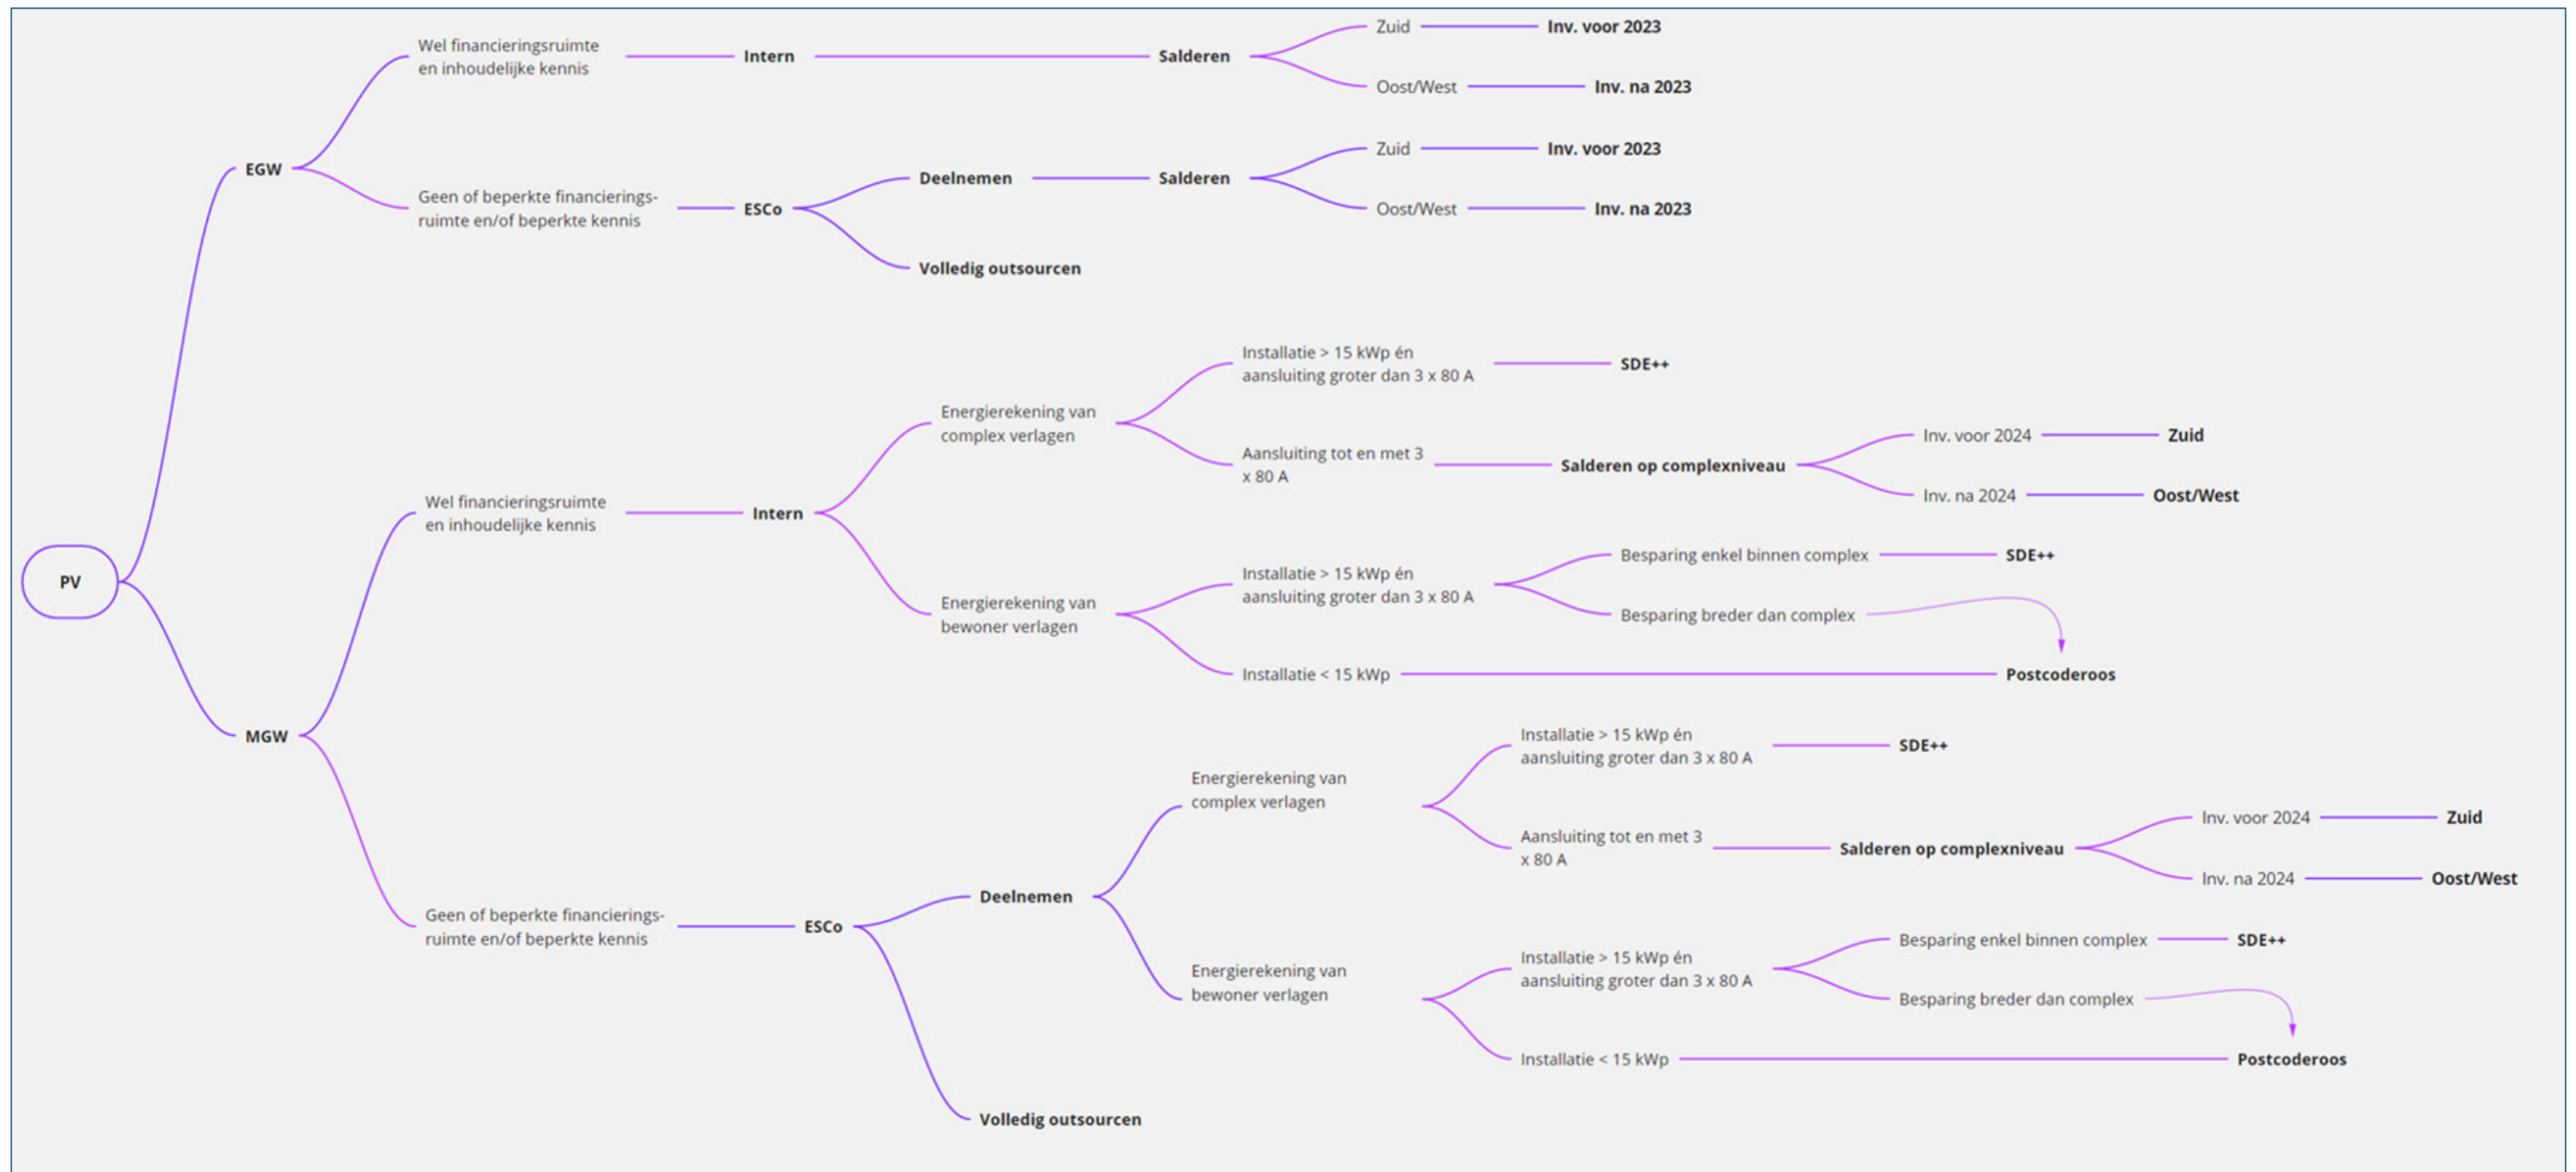 PV
EGW
Wel financieringsruimte
en inhoudelijke kennis
Intern
Salderen
Zuid
Inv. voor 2023
Oost/West
Inv. na 2023
Geen of beperkte financierings-
ruimte en/of beperkte kennis
ESCo
Deelnemen
Salderen
Zuid
Inv. voor 2023
Oost/West
Inv. na 2023
Volledig outsourcen
MGW
Wel financieringsruimte
en inhoudelijke kennis
Intern
Energierekening van
complex verlagen
Installatie > 15 kWp én
aansluiting groter dan 3 x 80 A
SDE++
Aansluiting tot en met 3
x 80 A
Salderen op complexniveau
Inv. voor 2024
Zuid
Inv. na 2024
Oost/West
Energierekening van
bewoner verlagen
Installatie > 15 kWp én
aansluiting groter dan 3 x 80 A
Besparing enkel binnen complex
SDE++
Besparing breder dan complex
Installatie < 15 kWp
Postcoderoos
Geen of beperkte financierings-
ruimte en/of beperkte kennis
ESCo
Deelnemen
Energierekening van
complex verlagen
Installatie > 15 kWp én
aansluiting groter dan 3 x 80 A
SDE++
Aansluiting tot en met 3
x 80 A
Salderen op complexniveau
Inv. voor 2024
Zuid
Inv. na 2024
Oost/West
Energierekening van
bewoner verlagen
Installatie > 15 kWp én
aansluiting groter dan 3 x 80 A
Besparing enkel binnen complex
SDE++
Besparing breder dan complex
Installatie < 15 kWp
Postcoderoos
Volledig outsourcen